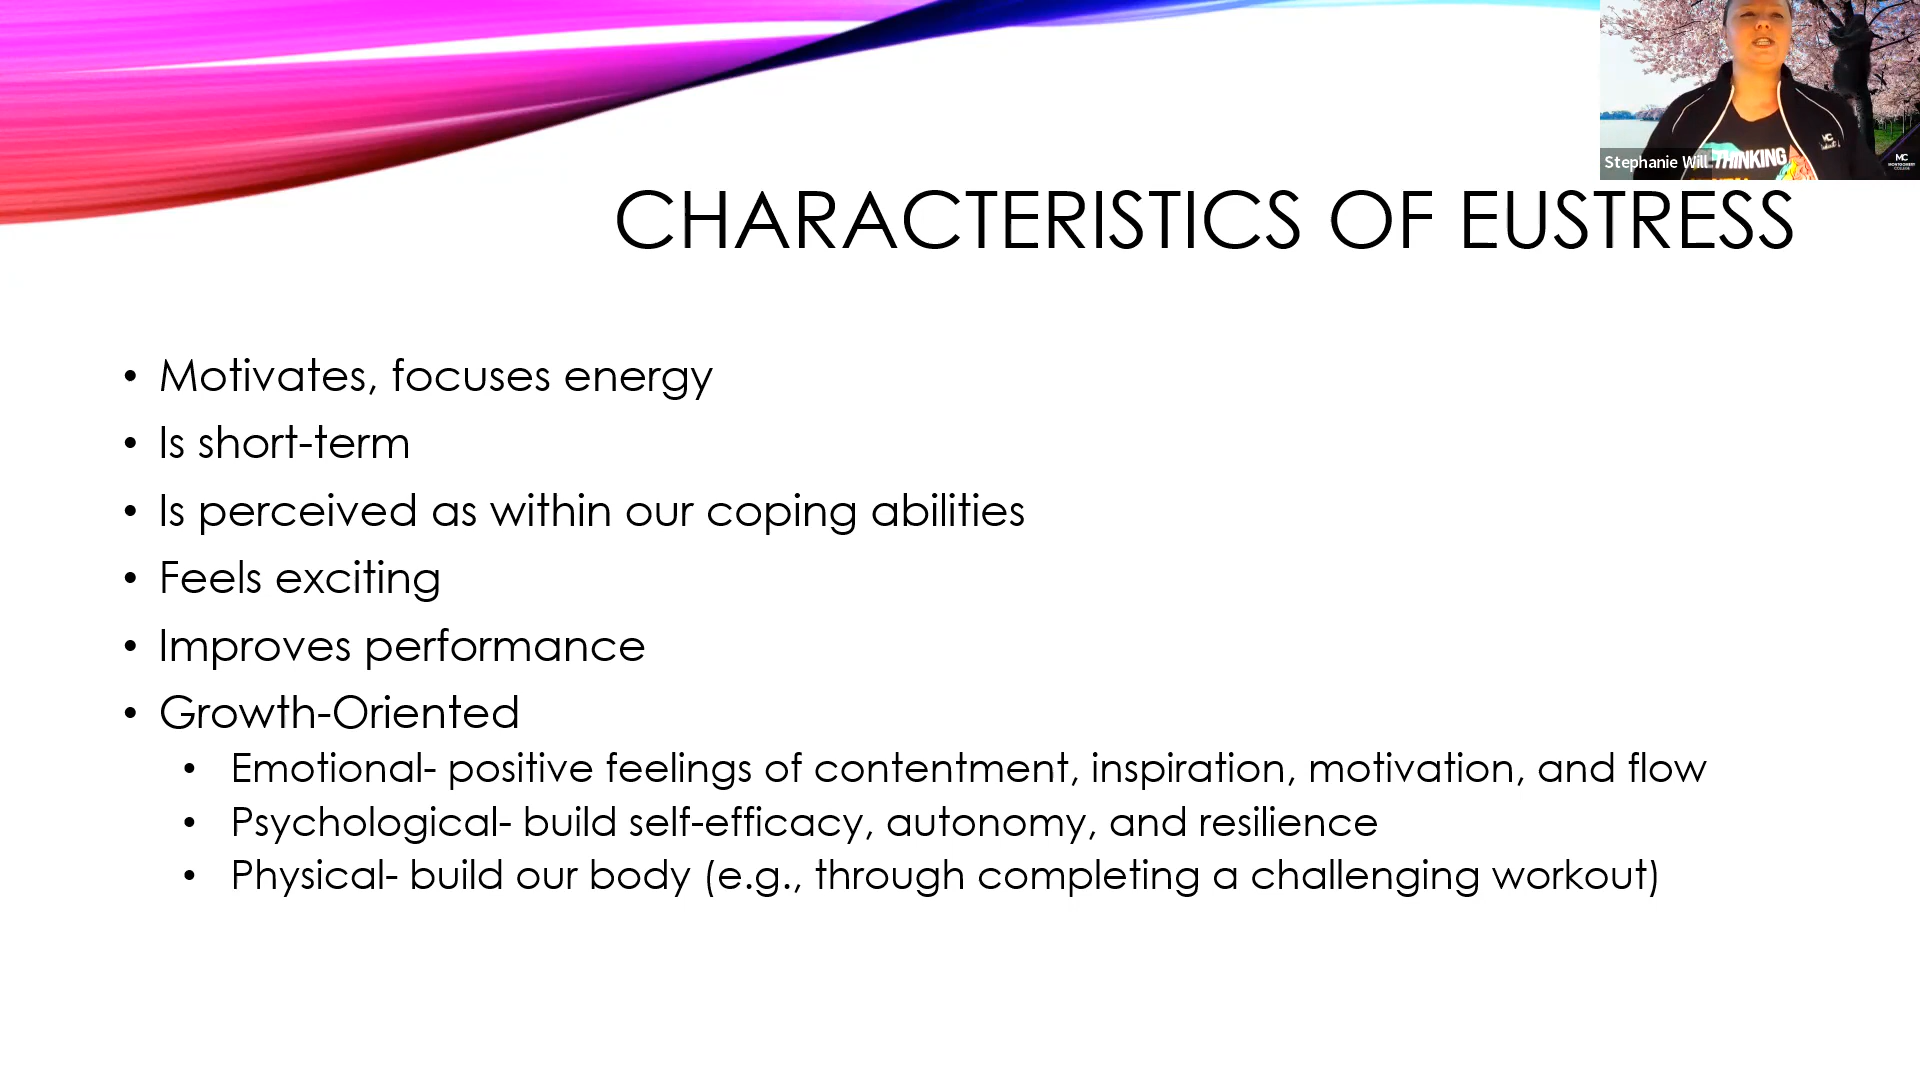 Stephanie Will
THINKING
MC
MONTGOMERY
COLLEGE
CHARACTERISTICS OF EUSTRESS
• Motivates, focuses energy
• Is short-term
• Is perceived as within our coping abilities
• Feels exciting
• Improves performance
• Growth-Oriented
• Emotional- positive feelings of contentment, inspiration, motivation, and flow
• Psychological- build self-efficacy, autonomy, and resilience
• Physical- build our body (e.g., through completing a challenging workout)